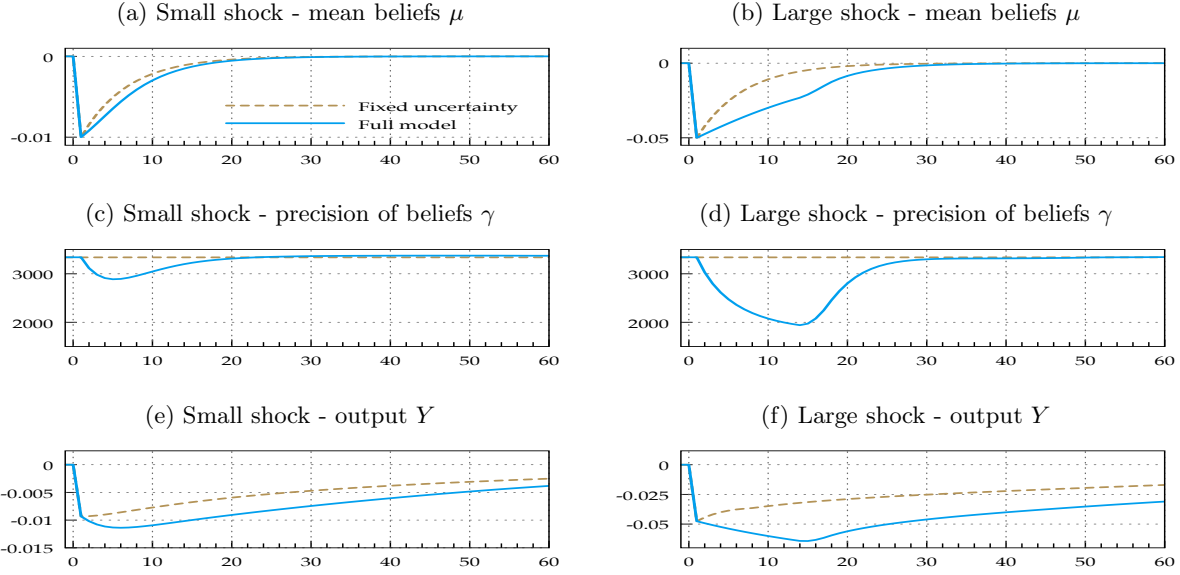 (a) Small shock - mean beliefs μ
(b) Large shock - mean beliefs μ
0
-0.01
Fixed uncertainty
Full model
0 10 20 30 40 50 60
0
-0.05
0 10 20 30 40 50 60
(c) Small shock - precision of beliefs γ
(d) Large shock - precision of beliefs γ
3000
2000
0 10 20 30 40 50 60
3000
2000
0 10 20 30 40 50 60
(e) Small shock - output Y
(f) Large shock - output Y
0
-0.005
-0.01
-0.015
0 10 20 30 40 50 60
0
-0.025
-0.05
0 10 20 30 40 50 60